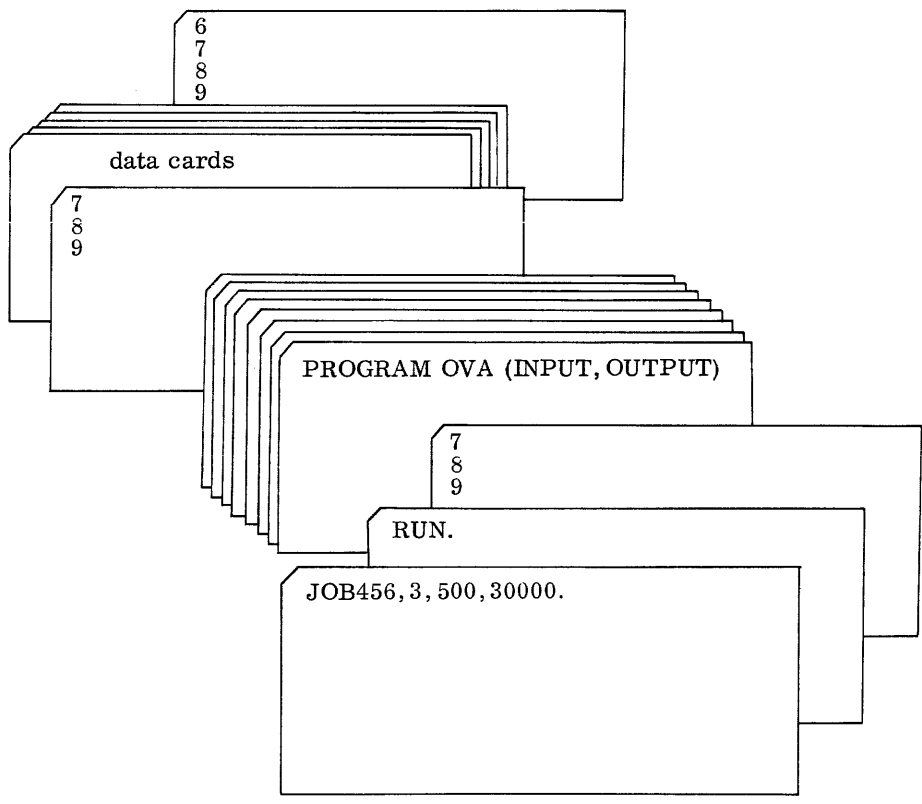 6
7
8
9
data cards
7
8
9
PROGRAM OVA (INPUT, OUTPUT)
7
8
9
RUN.
JOB456,3,500,30000.